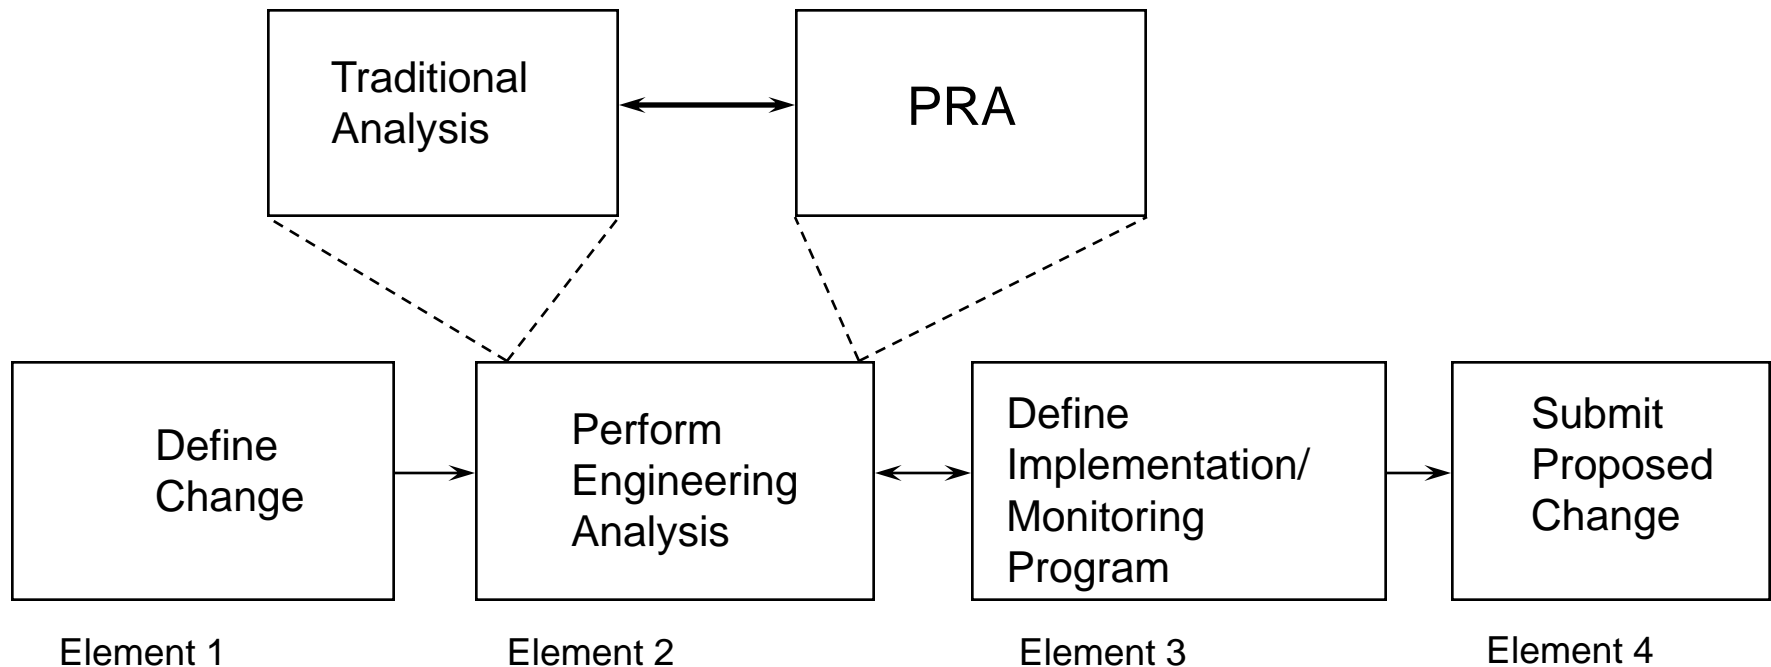 Traditional
Analysis
PRA
Define
Change
Perform
Engineering
Analysis
Define
Implementation/
Monitoring
Program
Submit
Proposed
Change
Element 1
Element 2
Element 3
Element 4